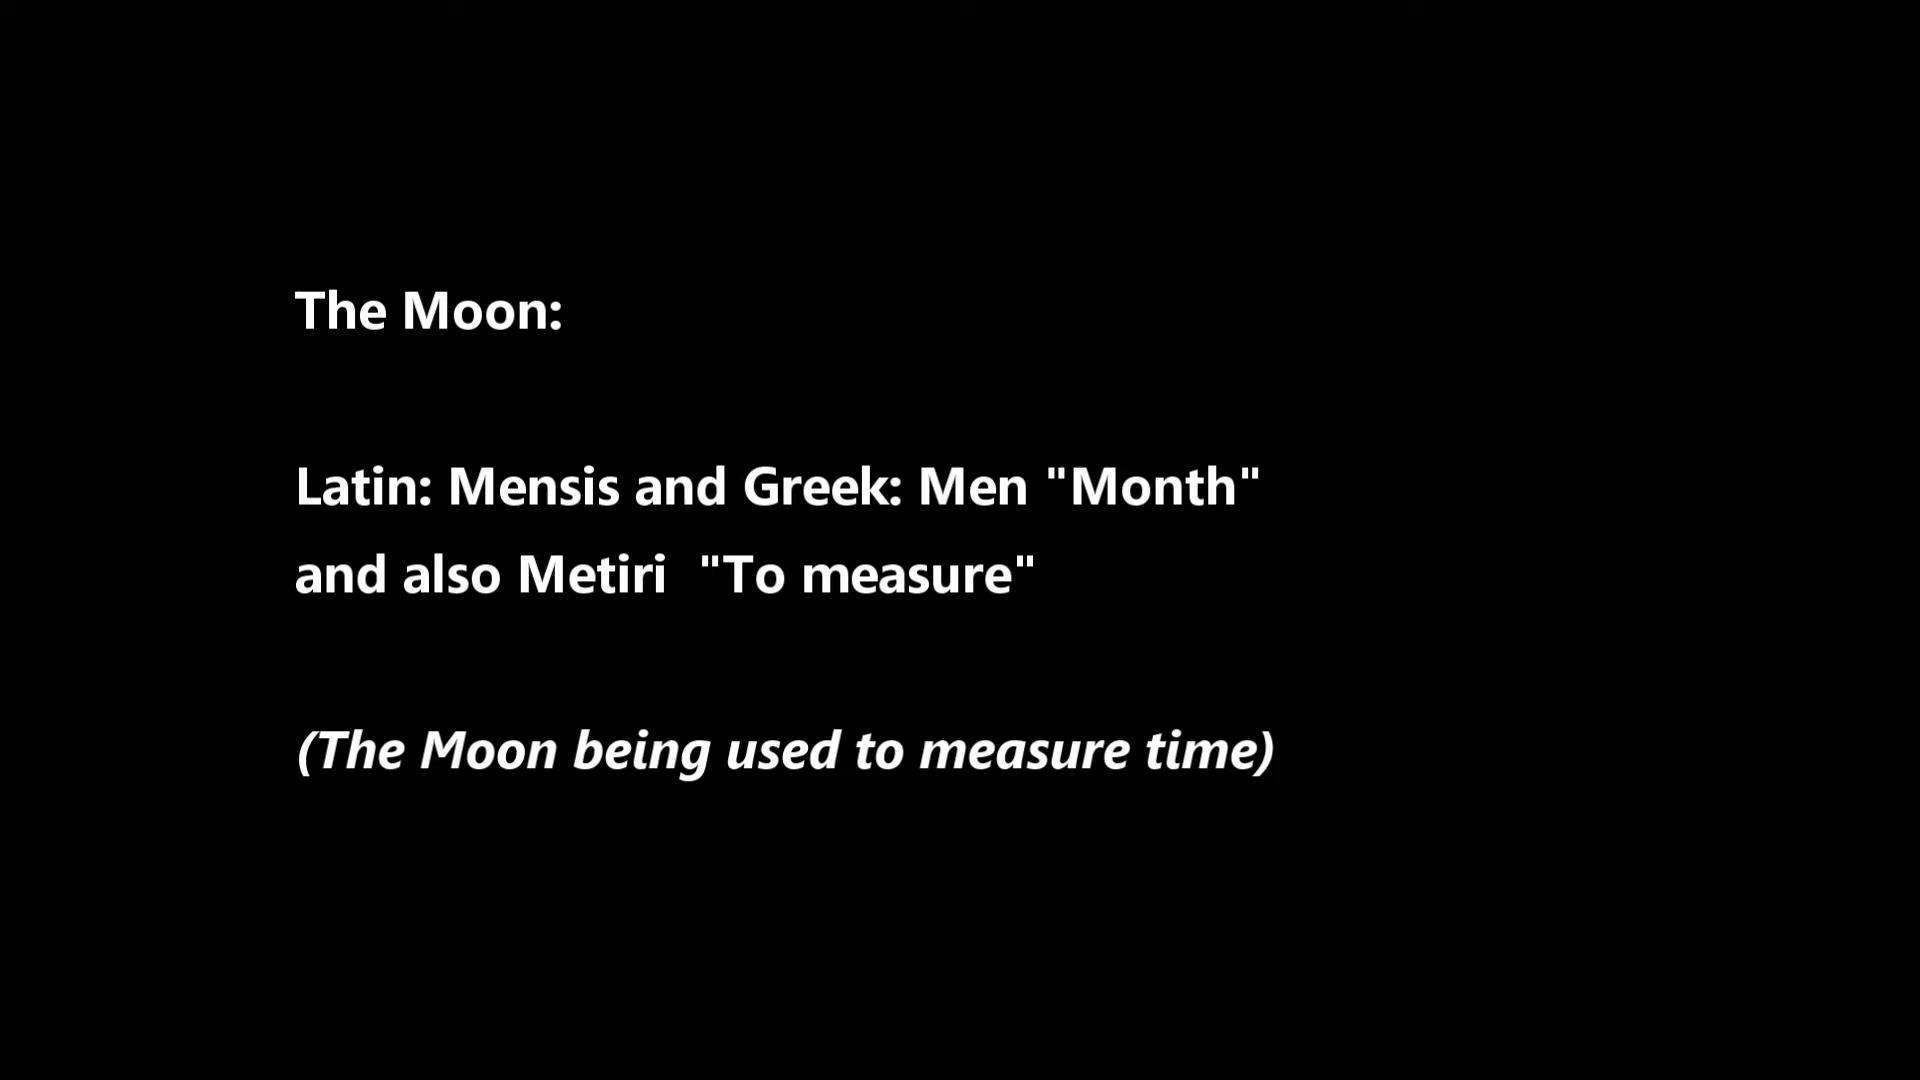 The Moon:
Latin: Mensis and Greek: Men "Month"
and also Metiri  "To measure"
(The Moon being used to measure time)